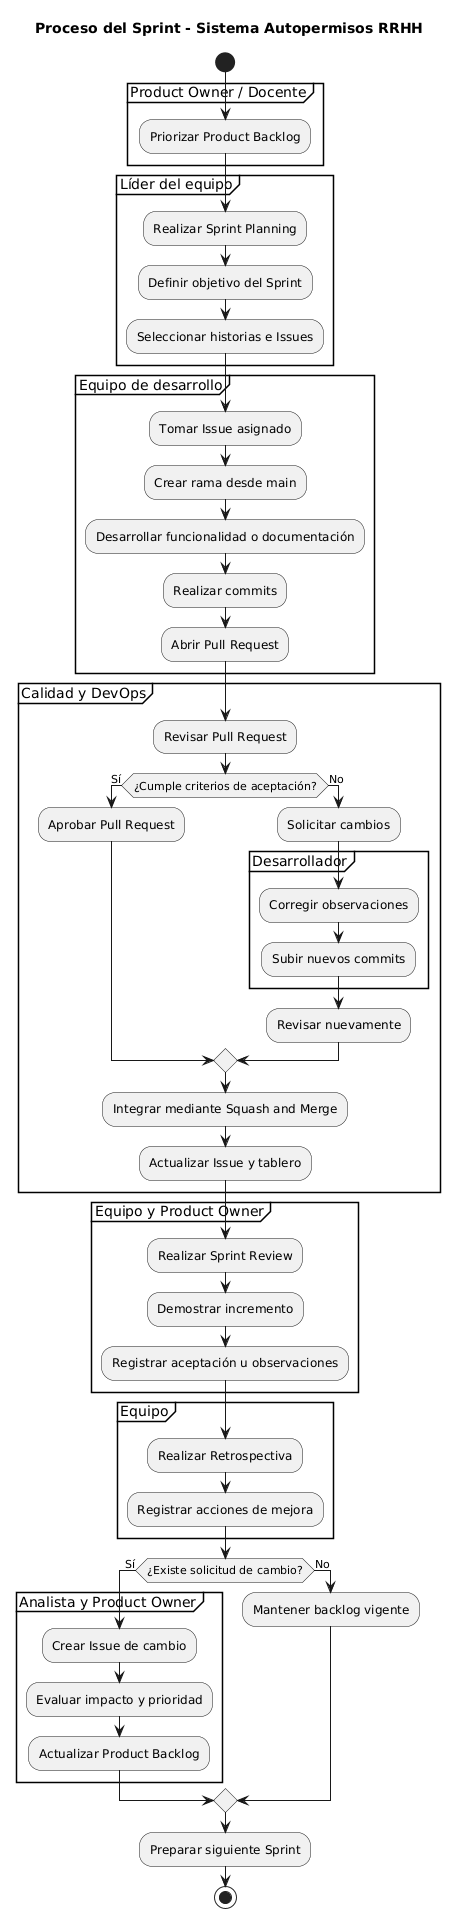 Proceso del Sprint - Sistema Autopermisos RRHH
Product Owner / Docente
Priorizar Product Backlog
Líder del equipo
Realizar Sprint Planning
Definir objetivo del Sprint
Seleccionar historias e Issues
Equipo de desarrollo
Tomar Issue asignado
Crear rama desde main
Desarrollar funcionalidad o documentación
Realizar commits
Abrir Pull Request
Calidad y DevOps
Revisar Pull Request
Sí
¿Cumple criterios de aceptación?
No
Aprobar Pull Request
Solicitar cambios
Desarrollador
Corregir observaciones
Subir nuevos commits
Revisar nuevamente
Integrar mediante Squash and Merge
Actualizar Issue y tablero
Equipo y Product Owner
Realizar Sprint Review
Demostrar incremento
Registrar aceptación u observaciones
Equipo
Realizar Retrospectiva
Registrar acciones de mejora
Sí
¿Existe solicitud de cambio?
No
Analista y Product Owner
Mantener backlog vigente
Crear Issue de cambio
Evaluar impacto y prioridad
Actualizar Product Backlog
Preparar siguiente Sprint